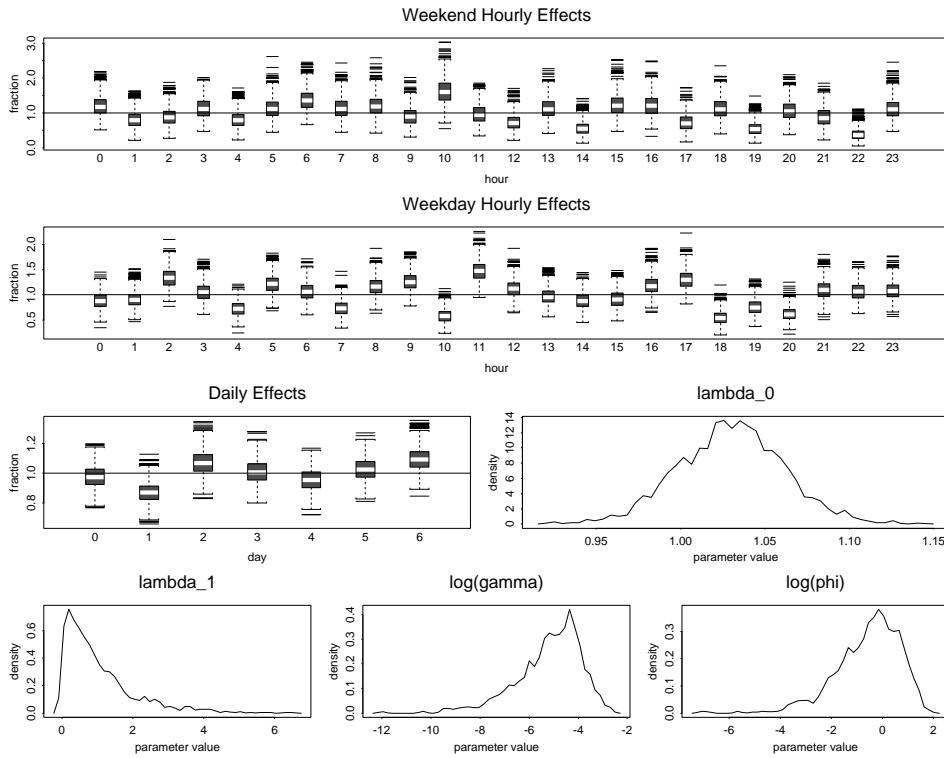 Weekend Hourly Effects
fraction
0.0 1.0 2.0 3.0
0 1 2 3 4 5 6 7 8 9 10 11 12 13 14 15 16 17 18 19 20 21 22 23
hour
Weekday Hourly Effects
fraction
0.5 1.0 1.5 2.0
0 1 2 3 4 5 6 7 8 9 10 11 12 13 14 15 16 17 18 19 20 21 22 23
hour
Daily Effects
fraction
0.8 1.0 1.2
0 1 2 3 4 5 6
day
lambda_0
density
0 2 4 6 8 10 12 14
0.95 1.00 1.05 1.10 1.15
parameter value
lambda_1
density
0.0 0.2 0.4 0.6
0 2 4 6
parameter value
log(gamma)
density
0.0 0.1 0.2 0.3 0.4
-12 -10 -8 -6 -4 -2
parameter value
log(phi)
density
0.0 0.1 0.2 0.3
-6 -4 -2 0 2
parameter value